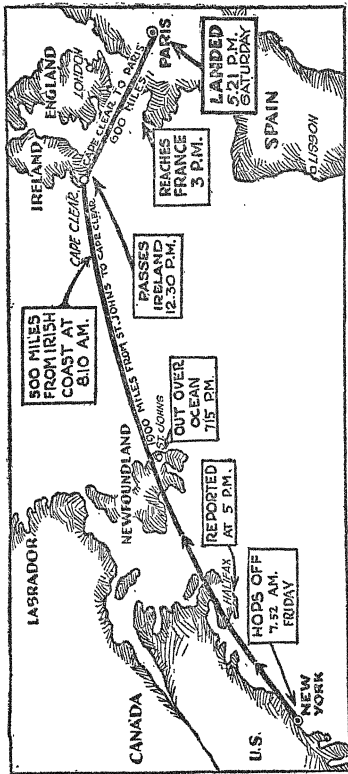 IRELAND
ENGLAND
LONDON
CAPE CLEAR
CAPE CLEAR TO PARIS
600 MILES
PARIS
LANDED
5.21 P.M.
SATURDAY
REACHES
FRANCE
3 P.M.
SPAIN
LISBON
500 MILES
FROM IRISH
COAST AT
8.10 A.M.
PASSES
IRELAND
12.30 P.M.
1900 MILES FROM ST. JOHNS TO CAPE CLEAR
LABRADOR
NEWFOUNDLAND
ST. JOHNS
OUT OVER
OCEAN
7.15 P.M.
REPORTED
AT 5 P.M.
HALIFAX
CANADA
HOPS OFF
7.52 A.M.
FRIDAY
U.S.
NEW
YORK